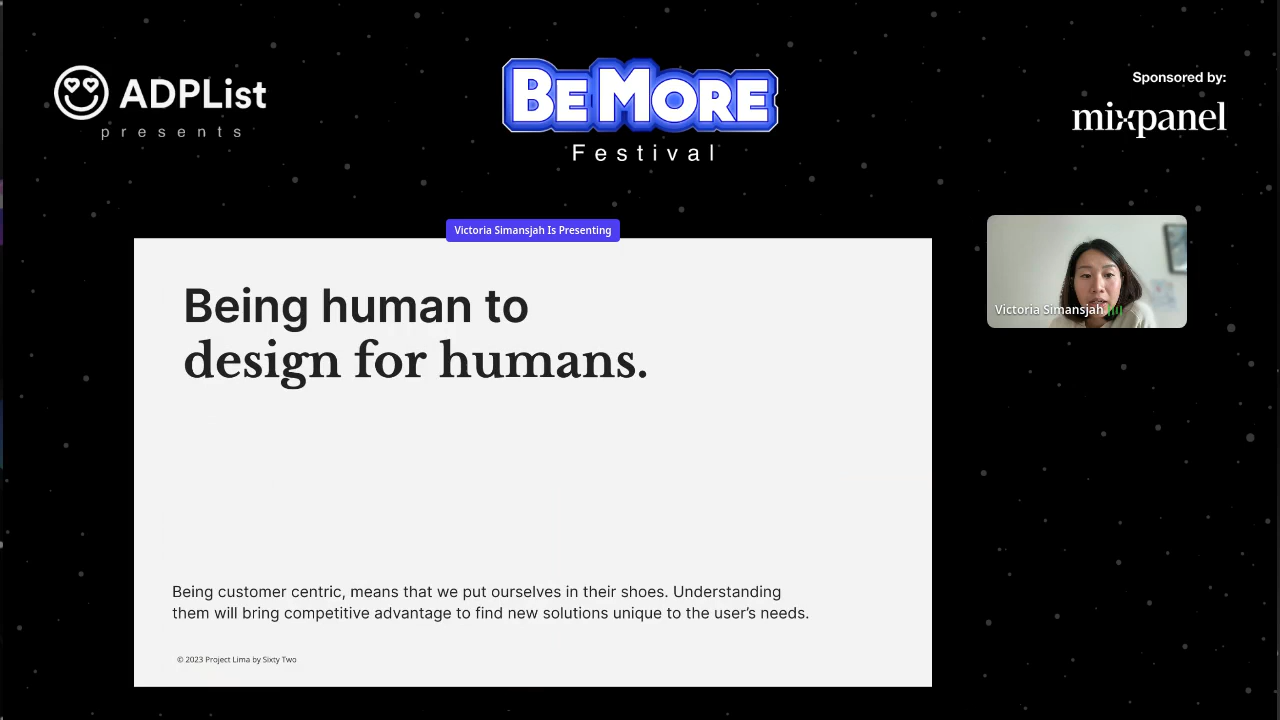 ADPList
presents
BE MORE
Festival
Sponsored by:
mixpanel
Victoria Simansjah Is Presenting
Being human to
design for humans.
Victoria Simansjah
Being customer centric, means that we put ourselves in their shoes. Understanding
them will bring competitive advantage to find new solutions unique to the user’s needs.
© 2023 Project Lima by Sixty Two